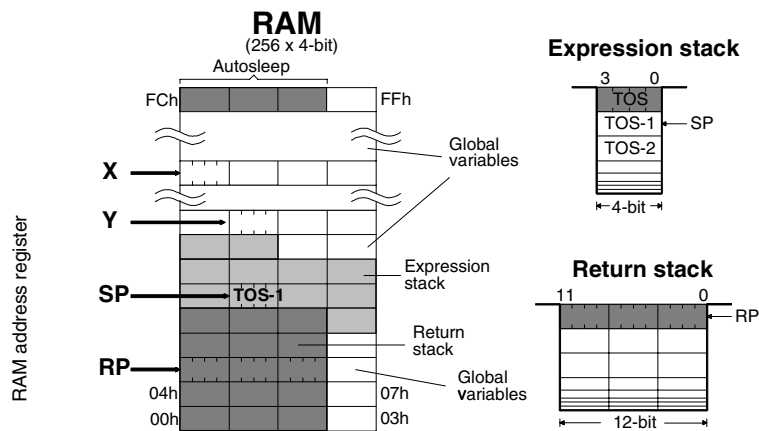 RAM
(256 x 4-bit)
Autosleep
FCh
FFh
Global
variables
X
Y
SP
TOS-1
Expression
stack
Return
stack
RP
04h
00h
07h
03h
Global
variables
RAM address register
Expression stack
3 0
TOS
TOS-1
SP
TOS-2
4-bit
Return stack
11 0
RP
12-bit